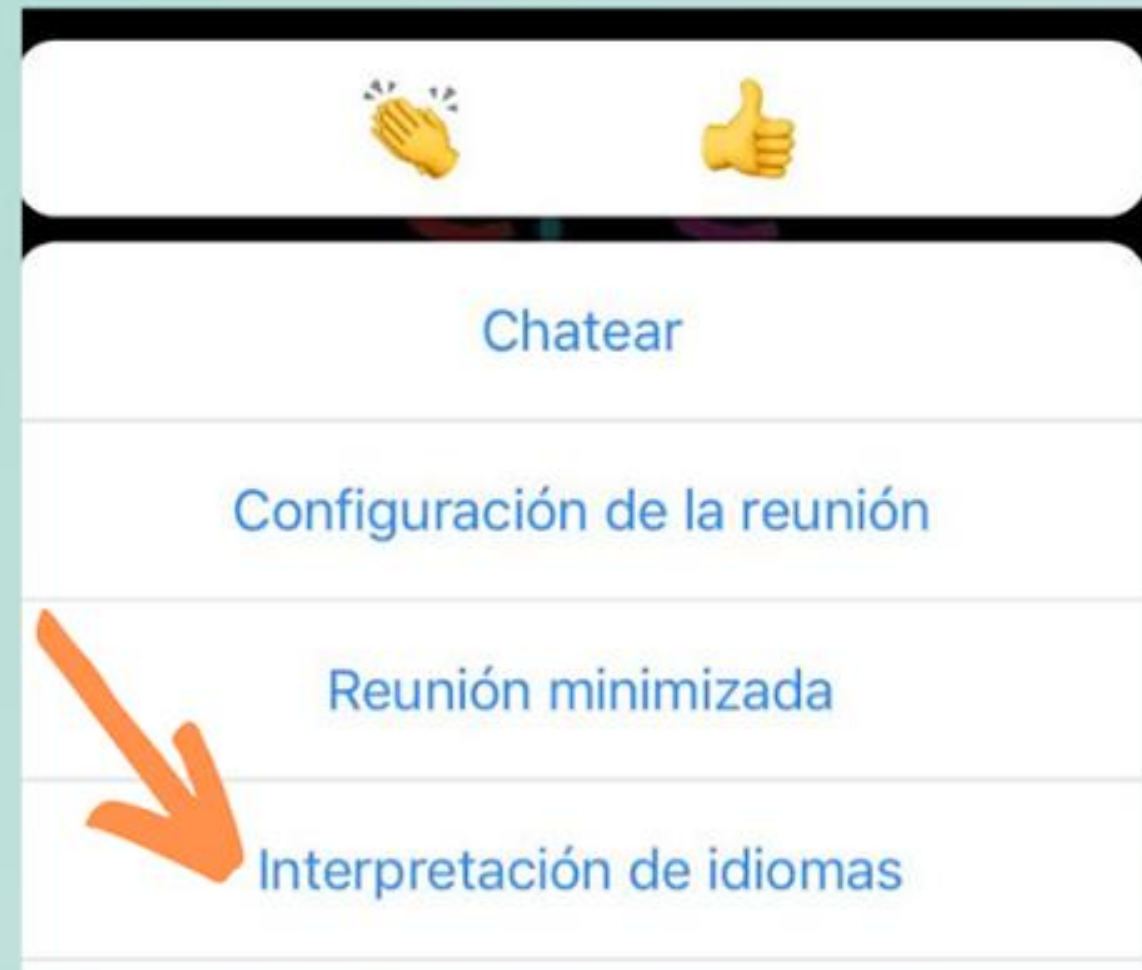 Chatear
Configuración de la reunión
Reunión minimizada
Interpretación de idiomas